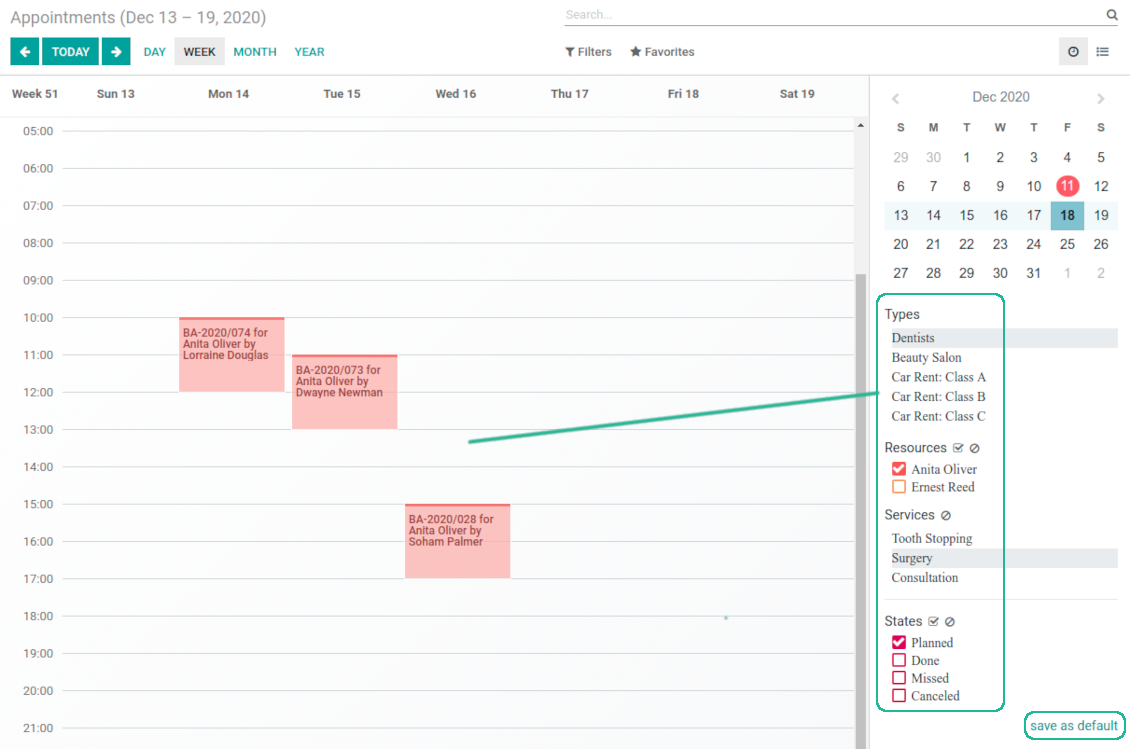 Appointments (Dec 13 – 19, 2020)
Search...
TODAY DAY WEEK MONTH YEAR
Filters Favorites
Week 51 Sun 13 Mon 14 Tue 15 Wed 16 Thu 17 Fri 18 Sat 19
05:00
06:00
07:00
08:00
09:00
10:00
11:00
12:00
13:00
14:00
15:00
16:00
17:00
18:00
19:00
20:00
21:00
BA-2020/074 for
Anita Oliver by
Lorraine Douglas
BA-2020/073 for
Anita Oliver by
Dwayne Newman
BA-2020/028 for
Anita Oliver by
Soham Palmer
Dec 2020
S M T W T F S
29 30 1 2 3 4 5
6 7 8 9 10 11 12
13 14 15 16 17 18 19
20 21 22 23 24 25 26
27 28 29 30 31 1 2
Types
Dentists
Beauty Salon
Car Rent: Class A
Car Rent: Class B
Car Rent: Class C
Resources
Anita Oliver
Ernest Reed
Services
Tooth Stopping
Surgery
Consultation
States
Planned
Done
Missed
Canceled
save as default